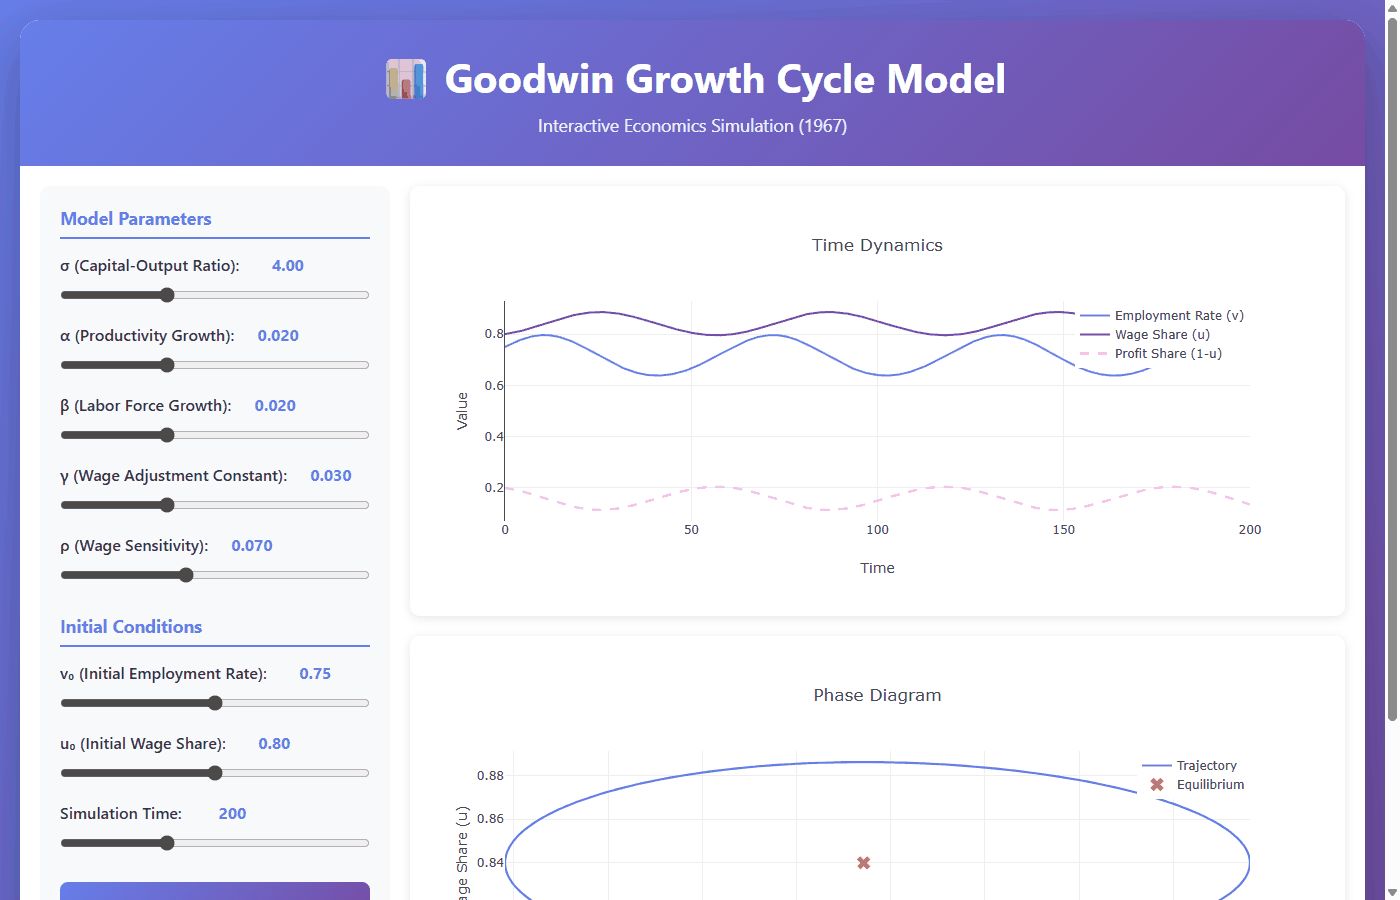 Goodwin Growth Cycle Model
Interactive Economics Simulation (1967)
Model Parameters
σ (Capital-Output Ratio): 4.00
α (Productivity Growth): 0.020
β (Labor Force Growth): 0.020
γ (Wage Adjustment Constant): 0.030
ρ (Wage Sensitivity): 0.070
Initial Conditions
v₀ (Initial Employment Rate): 0.75
u₀ (Initial Wage Share): 0.80
Simulation Time: 200
Time Dynamics
Employment Rate (v)
Wage Share (u)
Profit Share (1-u)
Value
0.8
0.6
0.4
0.2
0
50
100
150
200
Time
Phase Diagram
Trajectory
Equilibrium
0.88
0.86
0.84
Share (u)